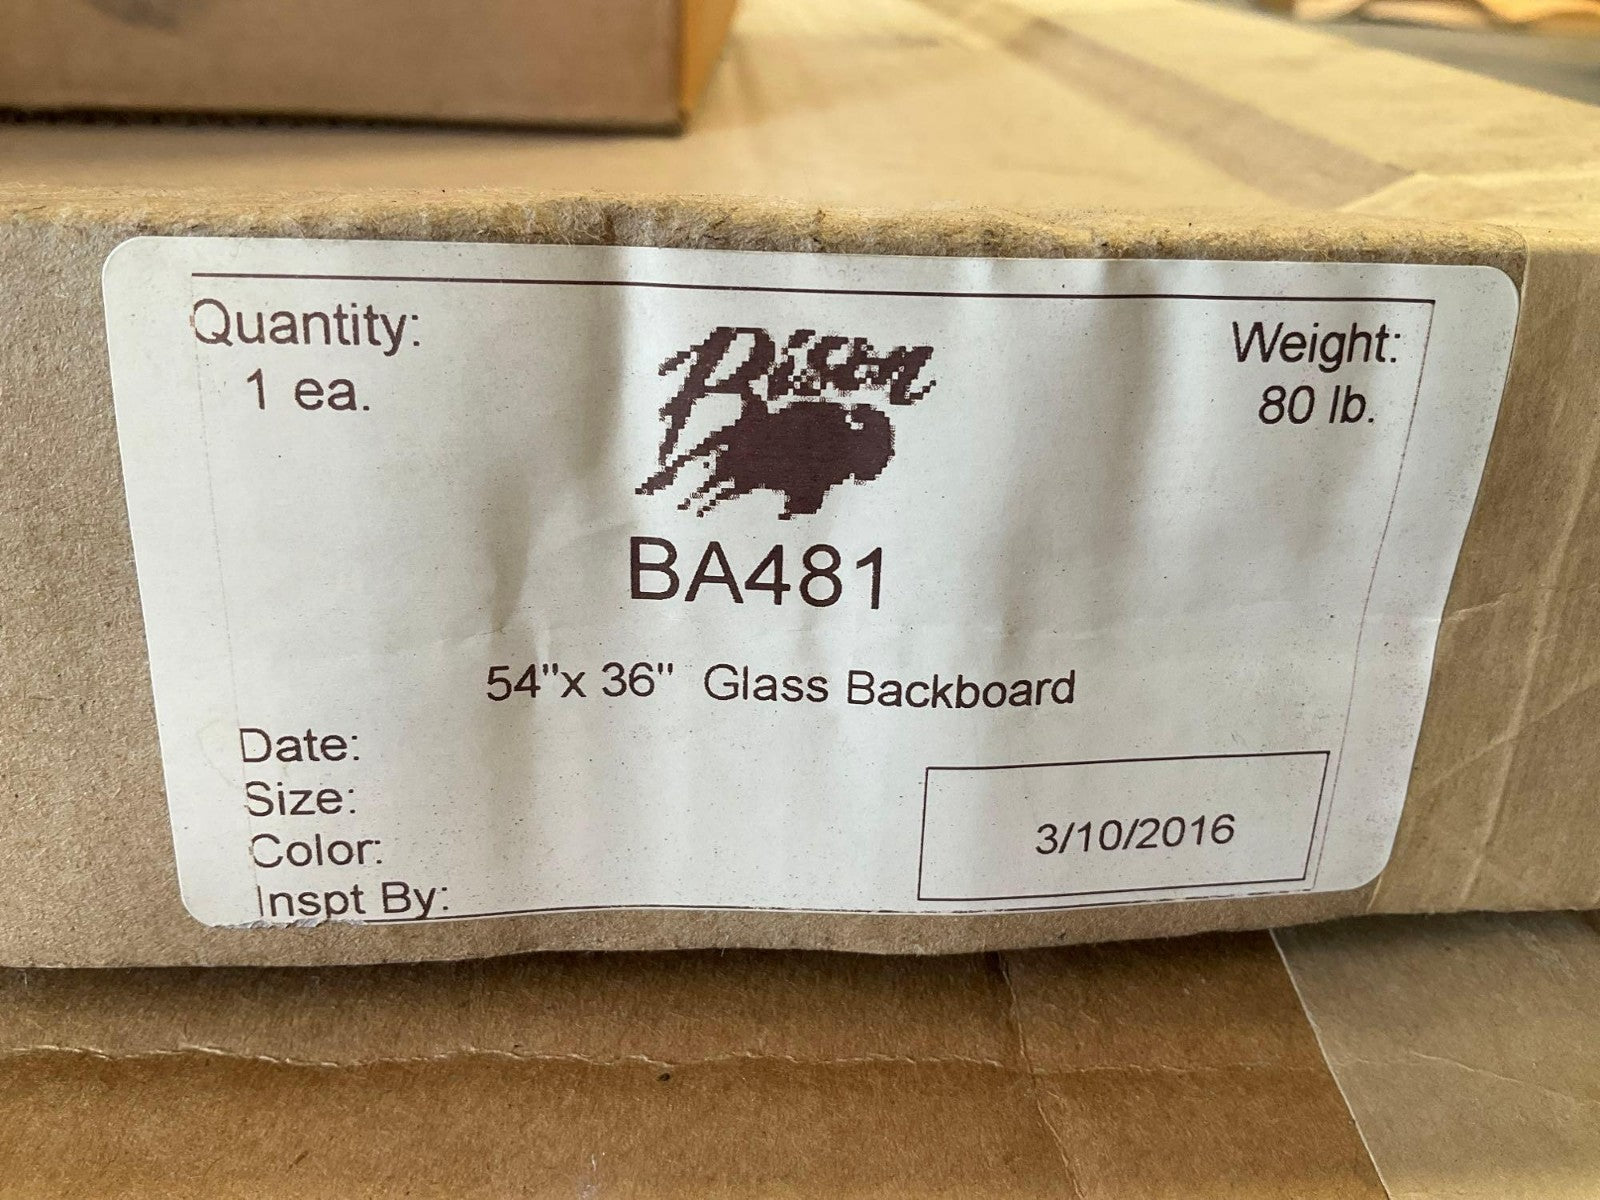 Quantity:
1 ea.
Bison
Weight:
80 lb.
BA481
54"x 36" Glass Backboard
Date:
Size:
Color:
Inspt By:
3/10/2016